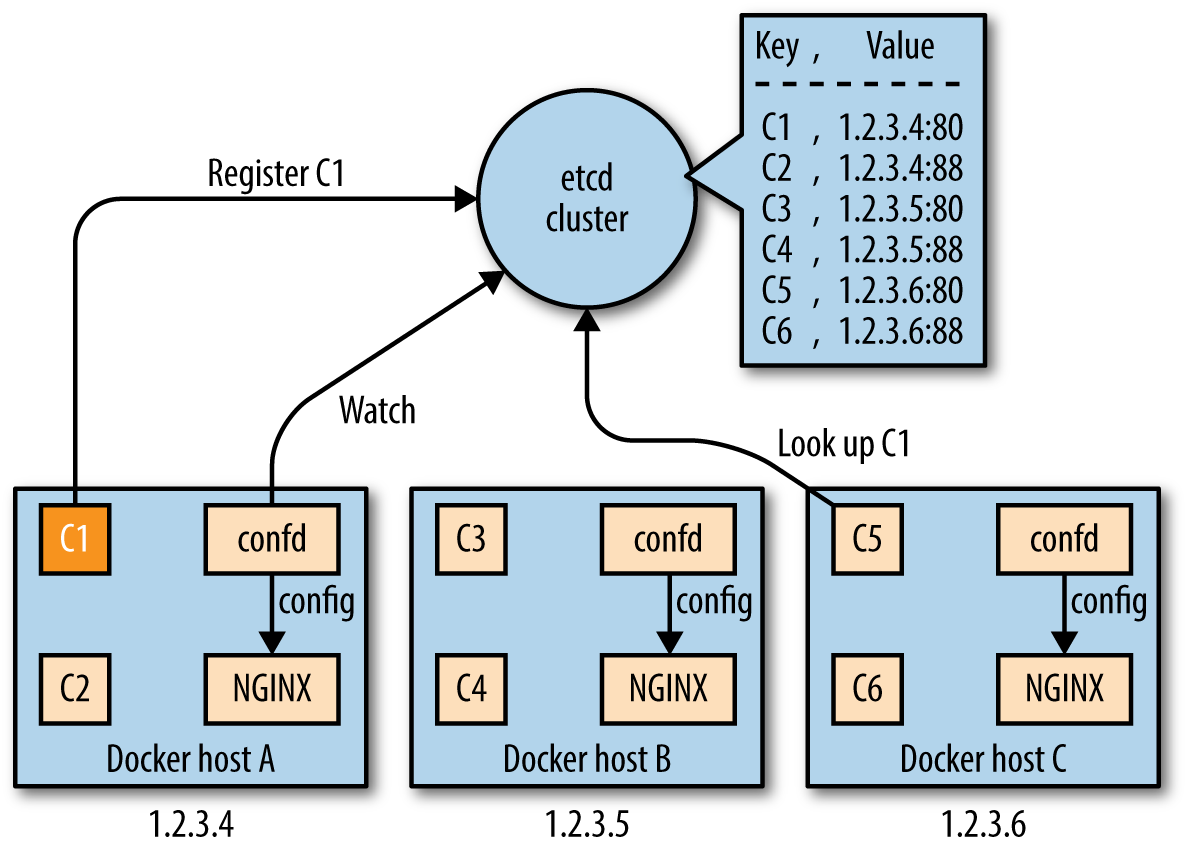 Key , Value
- - - - - - - - -
C1 , 1.2.3.4:80
C2 , 1.2.3.4:88
C3 , 1.2.3.5:80
C4 , 1.2.3.5:88
C5 , 1.2.3.6:80
C6 , 1.2.3.6:88
Register C1
etcd
cluster
Watch
Look up C1
C1
confd
config
C2
NGINX
Docker host A
1.2.3.4
C3
confd
config
C4
NGINX
Docker host B
1.2.3.5
C5
confd
config
C6
NGINX
Docker host C
1.2.3.6